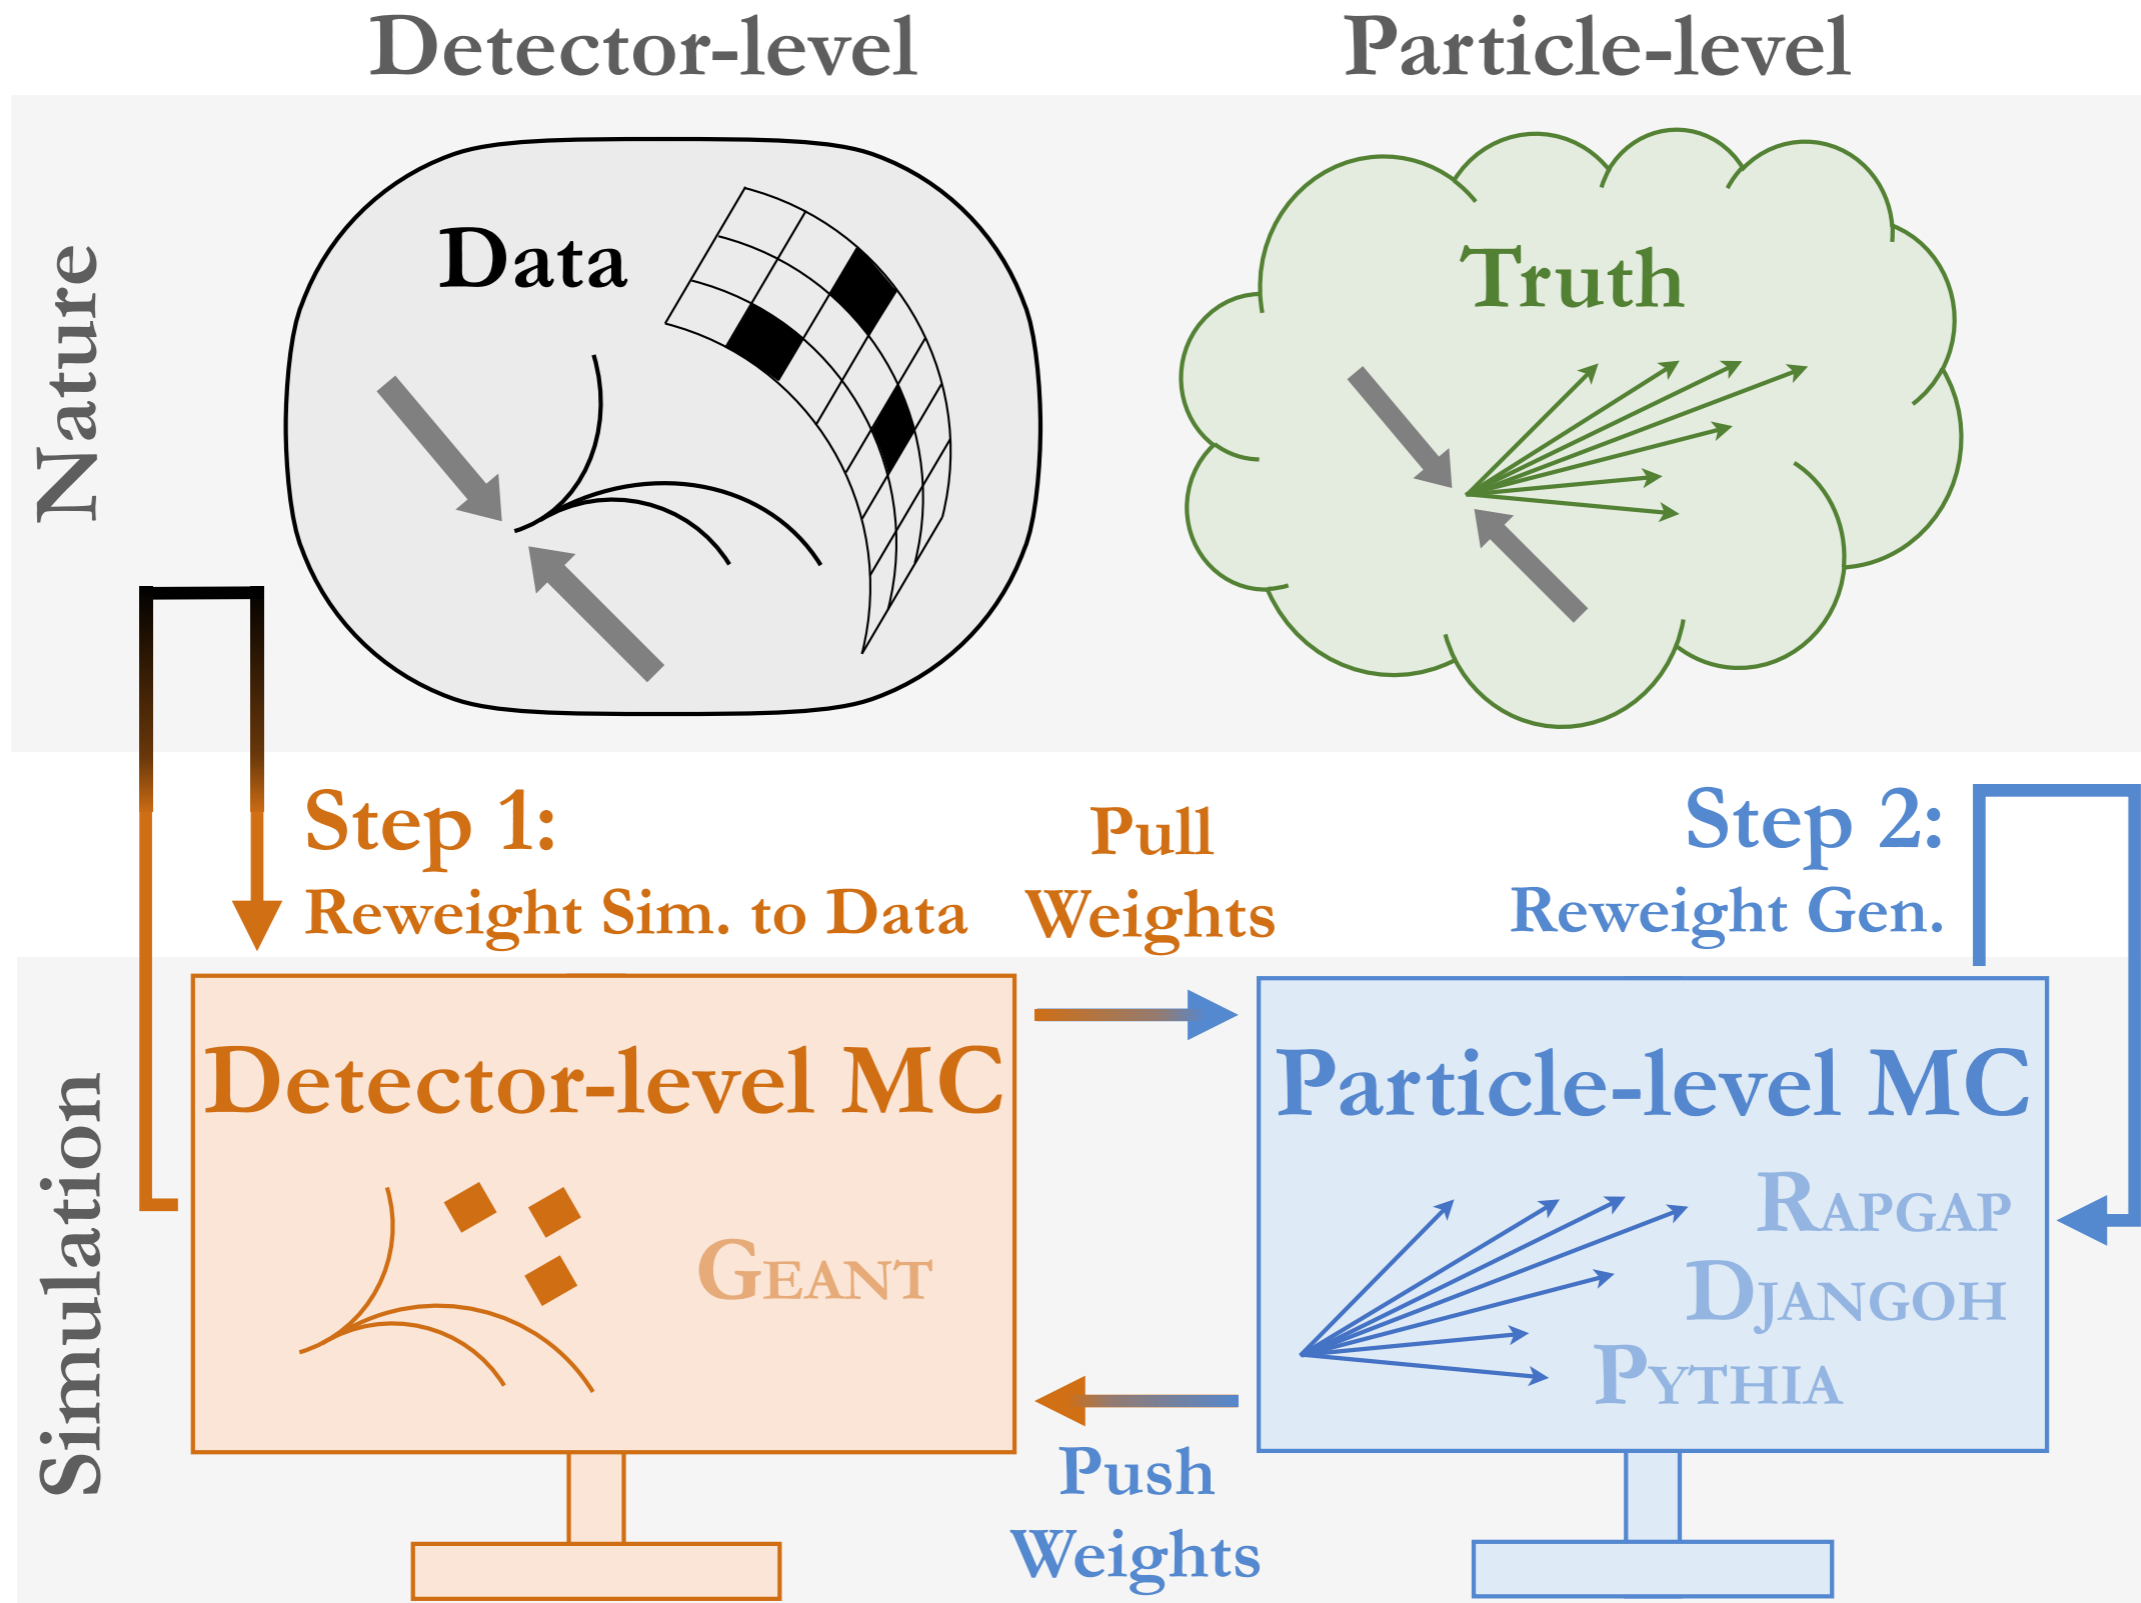 Detector-level
Particle-level
Nature
Data
Truth
Step 1:
Reweight Sim. to Data
Pull
Weights
Step 2:
Reweight Gen.
Simulation
Detector-level MC
GEANT
Particle-level MC
RAPGAP
DJANGOH
PYTHIA
Push
Weights